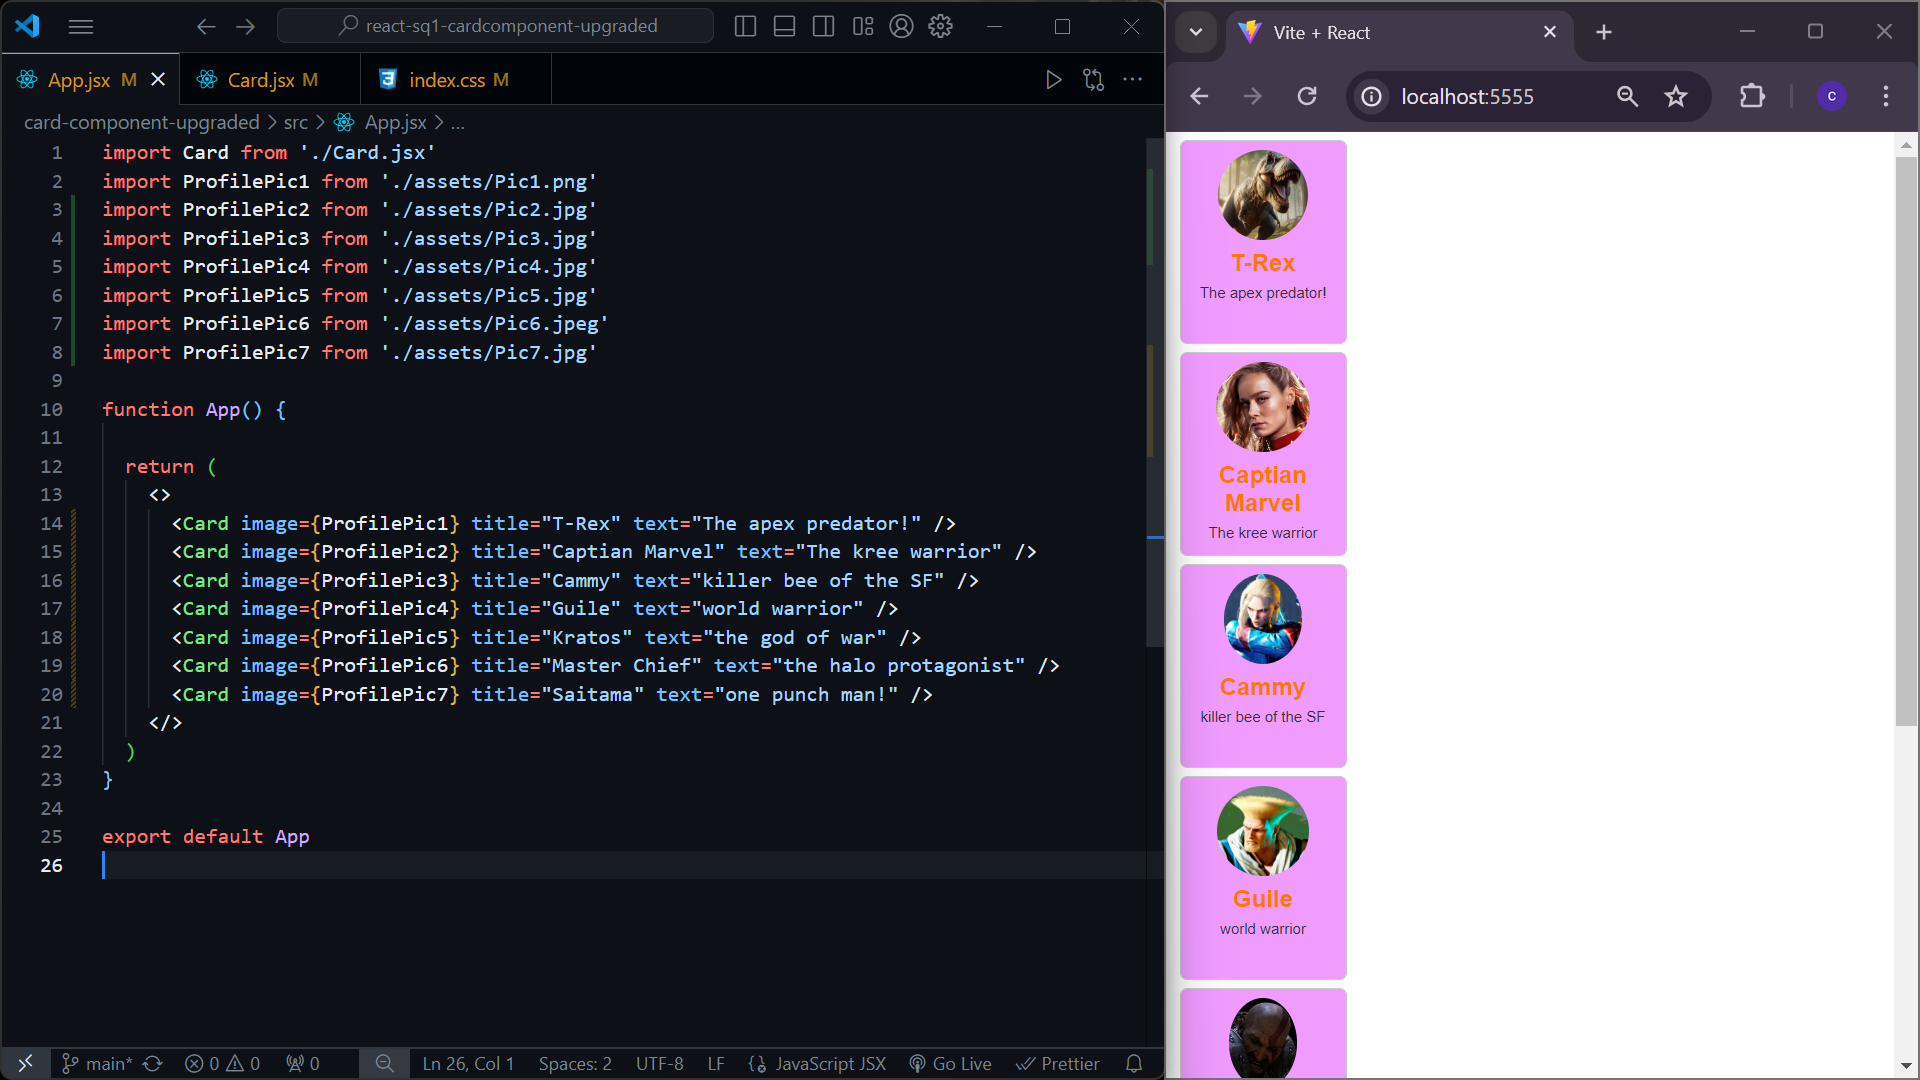 react-sq1-cardcomponent-upgraded
App.jsx M
Card.jsx M
index.css M
card-component-upgraded > src > App.jsx > ...
1 import Card from './Card.jsx'
2 import ProfilePic1 from './assets/Pic1.png'
3 import ProfilePic2 from './assets/Pic2.jpg'
4 import ProfilePic3 from './assets/Pic3.jpg'
5 import ProfilePic4 from './assets/Pic4.jpg'
6 import ProfilePic5 from './assets/Pic5.jpg'
7 import ProfilePic6 from './assets/Pic6.jpeg'
8 import ProfilePic7 from './assets/Pic7.jpg'
9
10 function App() {
11
12 return (
13 <>
14 <Card image={ProfilePic1} title="T-Rex" text="The apex predator!" />
15 <Card image={ProfilePic2} title="Captian Marvel" text="The kree warrior" />
16 <Card image={ProfilePic3} title="Cammy" text="killer bee of the SF" />
17 <Card image={ProfilePic4} title="Guile" text="world warrior" />
18 <Card image={ProfilePic5} title="Kratos" text="the god of war" />
19 <Card image={ProfilePic6} title="Master Chief" text="the halo protagonist" />
20 <Card image={ProfilePic7} title="Saitama" text="one punch man!" />
21 </>
22 )
23 }
24
25 export default App
26
main* 0 0 0 Ln 26, Col 1 Spaces: 2 UTF-8 LF JavaScript JSX Go Live Prettier
Vite + React
localhost:5555
C
T-Rex
The apex predator!
Captian
Marvel
The kree warrior
Cammy
killer bee of the SF
Guile
world warrior